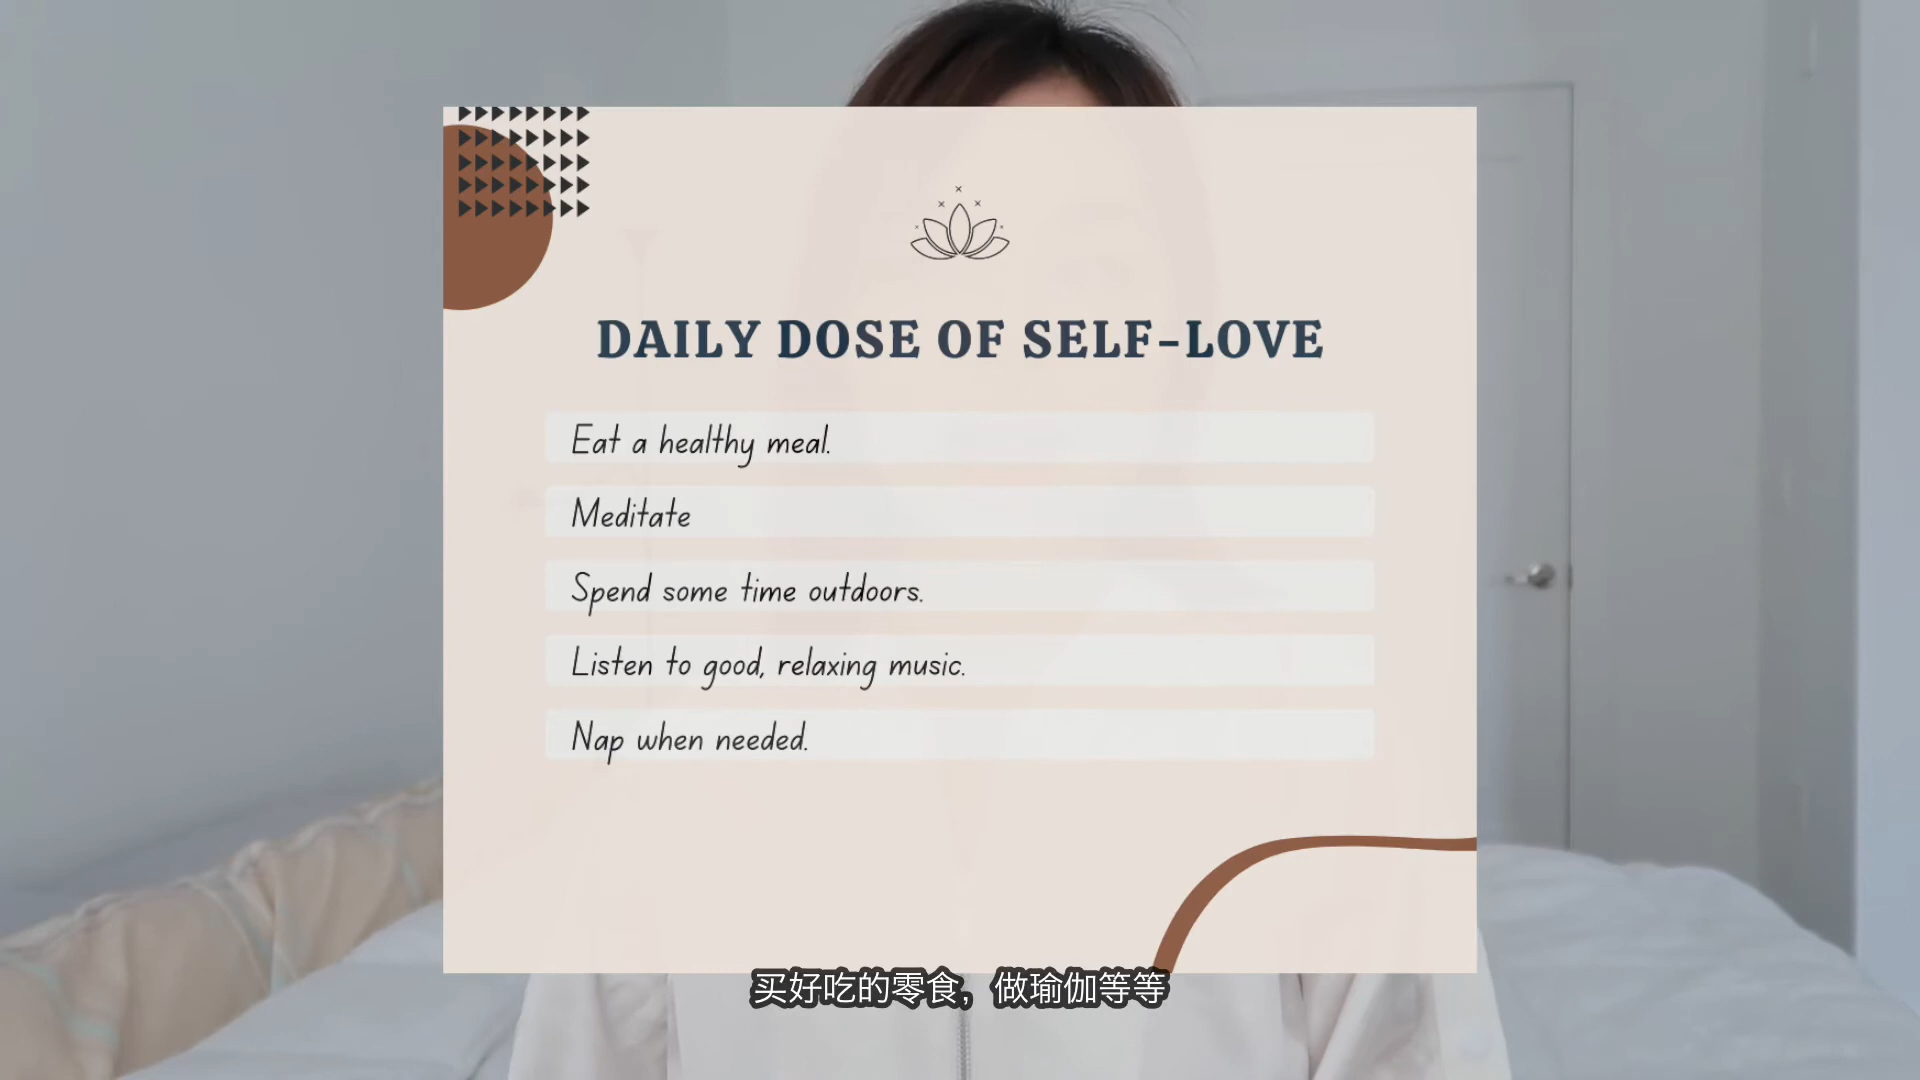 DAILY DOSE OF SELF-LOVE
Eat a healthy meal.
Meditate
Spend some time outdoors.
Listen to good, relaxing music.
Nap when needed.
买好吃的零食，做瑜伽等等